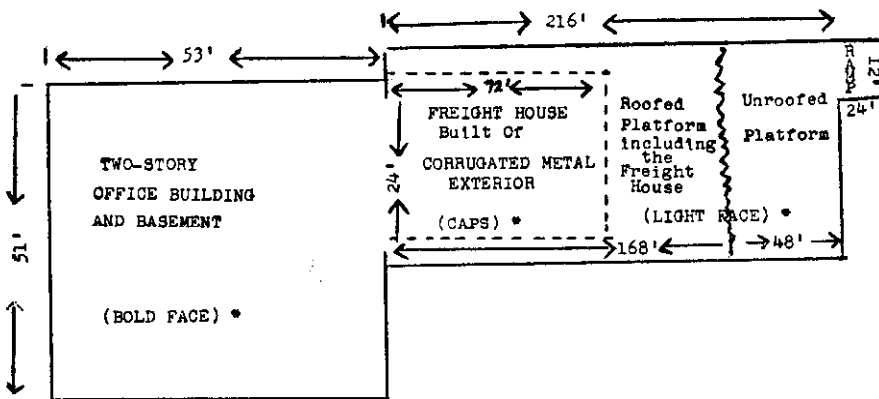 216'
53'
72'
FREIGHT HOUSE
Built Of
CORRUGATED METAL
EXTERIOR
(CAPS) *
24'
Roofed
Platform
including
the
Freight
House
Unroofed
Platform
(LIGHT FACE) *
RAMP
12'
24'
168'
48'
TWO-STORY
OFFICE BUILDING
AND BASEMENT
51'
(BOLD FACE) *